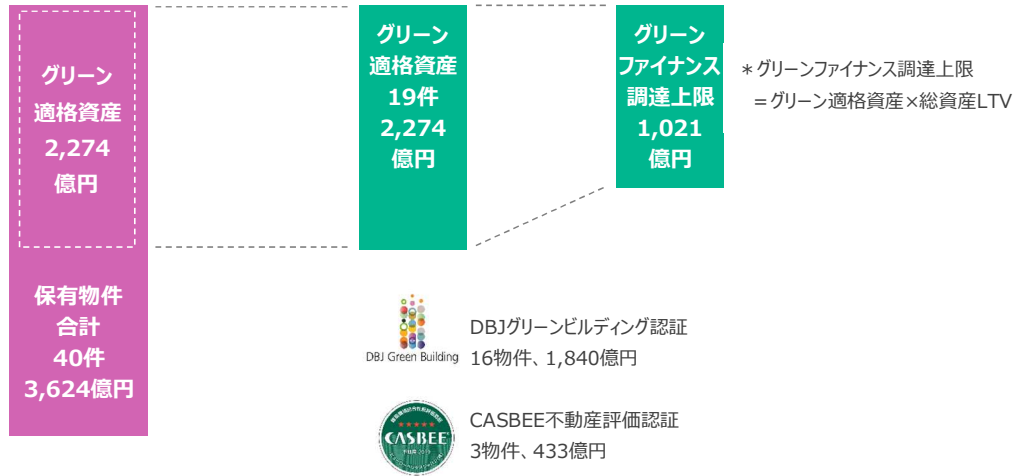 グリーン
適格資産
2,274
億円
保有物件
合計
40件
3,624億円
グリーン
適格資産
19件
2,274
億円
グリーン
ファイナンス
調達上限
1,021
億円
*グリーンファイナンス調達上限
=グリーン適格資産×総資産LTV
DBJ Green Building
DBJグリーンビルディング認証
16物件、1,840億円
CASBEE
CASBEE不動産評価認証
3物件、433億円